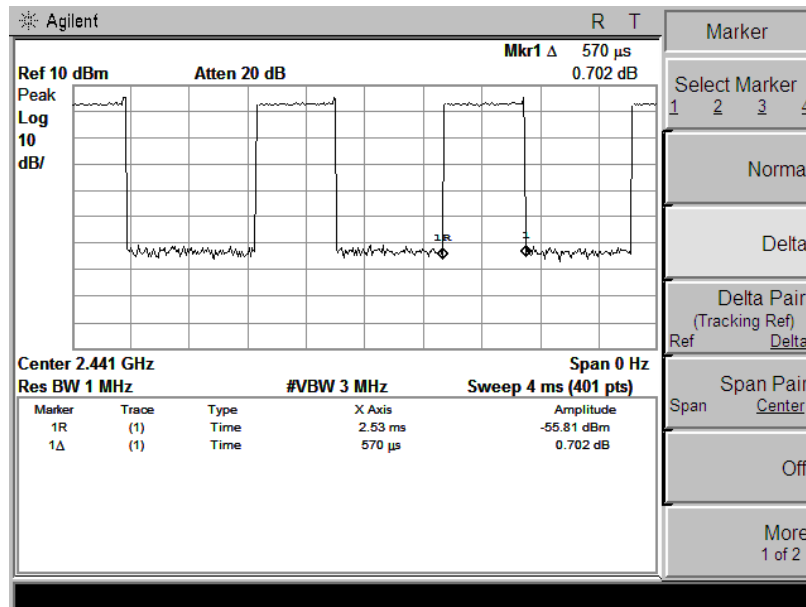 Agilent R T
Mkr1 Δ 570 µs
Ref 10 dBm Atten 20 dB 0.702 dB
Peak
Log
10
dB/
1R 1
Center 2.441 GHz Span 0 Hz
Res BW 1 MHz #VBW 3 MHz Sweep 4 ms (401 pts)
Marker Trace Type X Axis Amplitude
1R (1) Time 2.53 ms -55.81 dBm
1Δ (1) Time 570 µs 0.702 dB
Marker
Select Marker
1 2 3 4
Norma
Delta
Delta Pair
(Tracking Ref)
Ref Delta
Span Pair
Span Center
Off
More
1 of 2